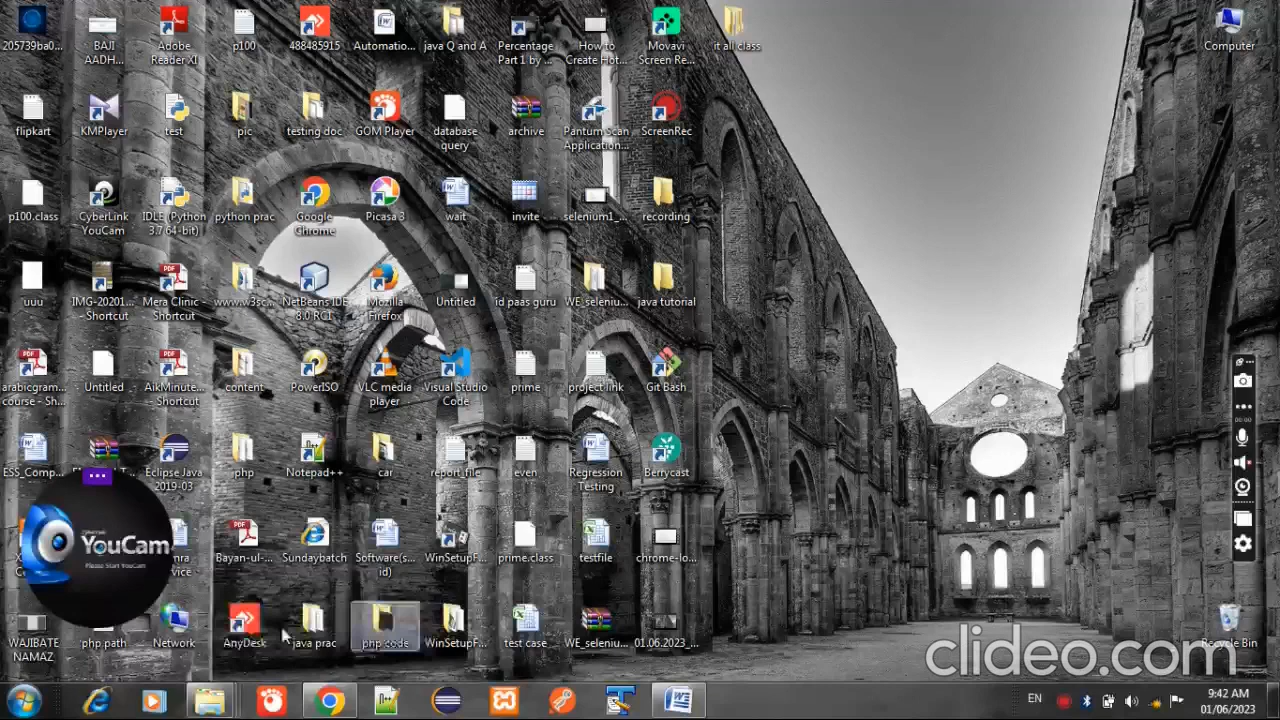 205739ba0...
BAJI
AADH...
Adobe
Reader XI
p100
488485915
Automatio...
java Q and A
Percentage
Part 1 by ...
How to
Create Hot...
Movavi
Screen Re...
it all class
Computer
flipkart
KMPlayer
test
pic
testing doc
GOM Player
database
query
archive
Pantum Scan
Application...
ScreenRec
p100.class
CyberLink
YouCam
IDLE (Python
3.7 64-bit)
python prac
Google
Chrome
Picasa 3
wait
invite
selenium1_...
recording
uuu
IMG-20201...
- Shortcut
Mera Clinic -
Shortcut
www.w3sc...
NetBeans IDE
8.0 RC1
Mozilla
Firefox
Untitled
id paas guru
WE_seleniu...
java tutorial
arabicgram...
course - Sh...
Untitled
AikMinute...
- Shortcut
content
PowerISO
VLC media
player
Visual Studio
Code
prime
project link
Git Bash
ESS_Comp...
Eclipse Java
2019-03
php
Notepad++
car
report_file
even
Regression
Testing
Berrycast
YouCam
Please Start YouCam
Bayan-ul-...
Sundaybatch
Software(s...
id)
WinSetupF...
prime.class
testfile
chrome-lo...
WAJIBATE
NAMAZ
php path
Network
AnyDesk
java prac
php code
WinSetupF...
test case
WE_seleniu...
01.06.2023_...
Recycle Bin
clideo.com
EN
9:42 AM
01/06/2023